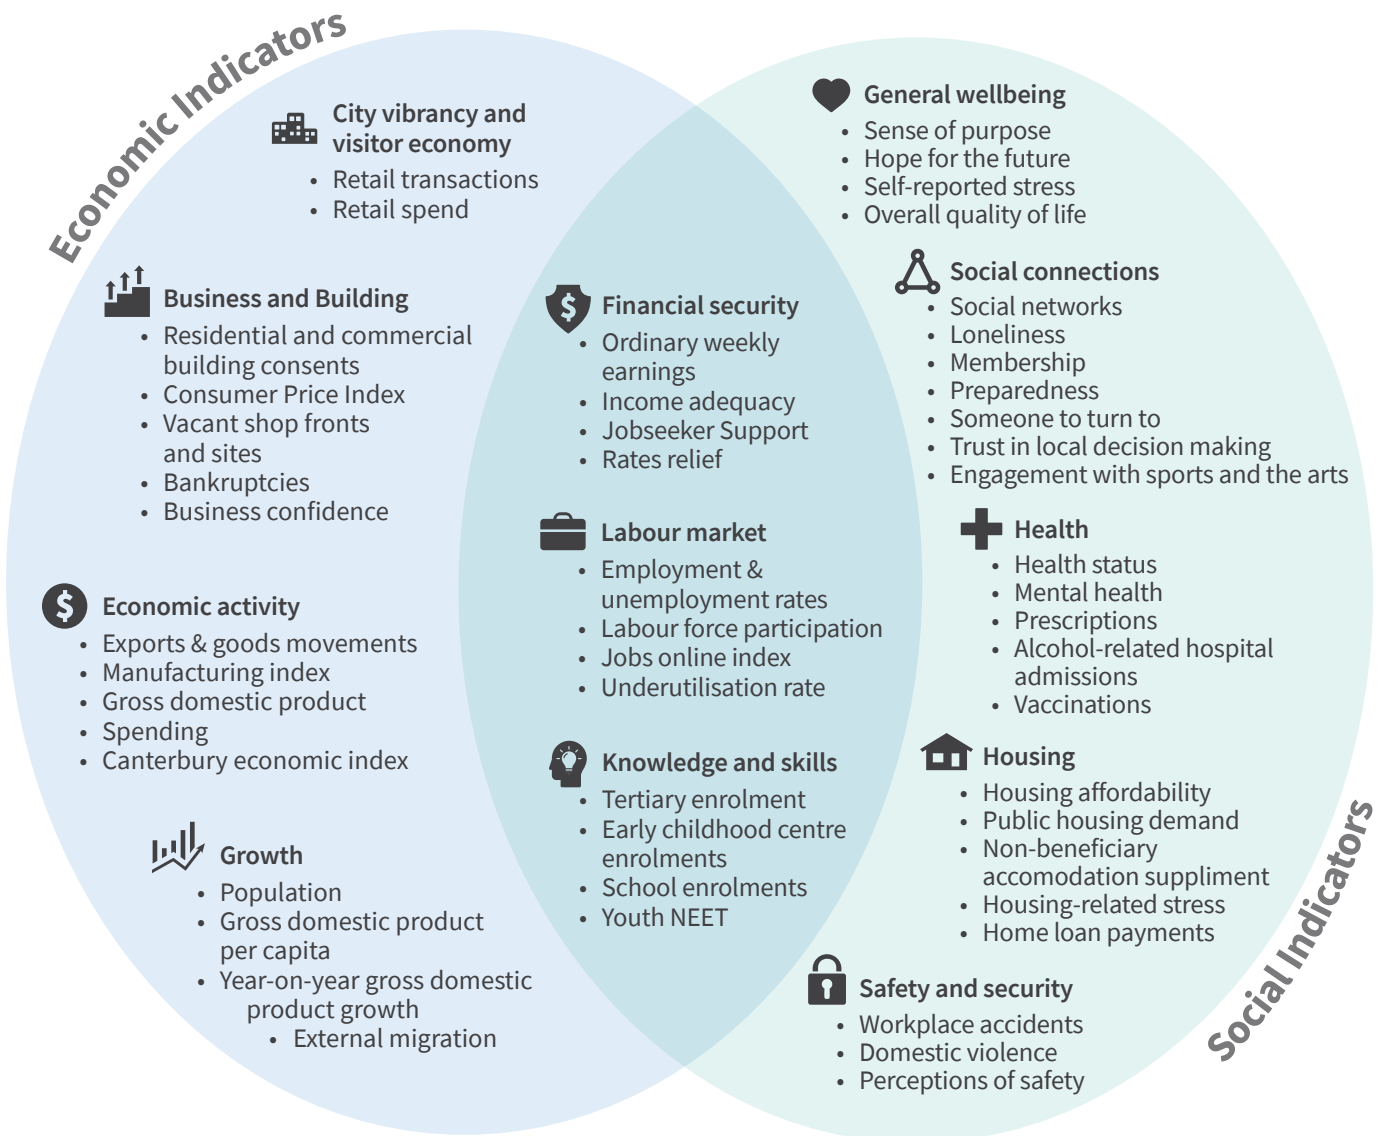 Economic Indicators
City vibrancy and
visitor economy
• Retail transactions
• Retail spend
Business and Building
• Residential and commercial
building consents
• Consumer Price Index
• Vacant shop fronts
and sites
• Bankruptcies
• Business confidence
$
Economic activity
• Exports & goods movements
• Manufacturing index
• Gross domestic product
• Spending
• Canterbury economic index
Growth
• Population
• Gross domestic product
per capita
• Year-on-year gross domestic
product growth
• External migration
$
Financial security
• Ordinary weekly
earnings
• Income adequacy
• Jobseeker Support
• Rates relief
Labour market
• Employment &
unemployment rates
• Labour force participation
• Jobs online index
• Underutilisation rate
Knowledge and skills
• Tertiary enrolment
• Early childhood centre
enrolments
• School enrolments
• Youth NEET
General wellbeing
• Sense of purpose
• Hope for the future
• Self-reported stress
• Overall quality of life
Social connections
• Social networks
• Loneliness
• Membership
• Preparedness
• Someone to turn to
• Trust in local decision making
• Engagement with sports and the arts
Health
• Health status
• Mental health
• Prescriptions
• Alcohol-related hospital
admissions
• Vaccinations
Housing
• Housing affordability
• Public housing demand
• Non-beneficiary
accomodation suppliment
• Housing-related stress
• Home loan payments
Safety and security
• Workplace accidents
• Domestic violence
• Perceptions of safety
Social Indicators